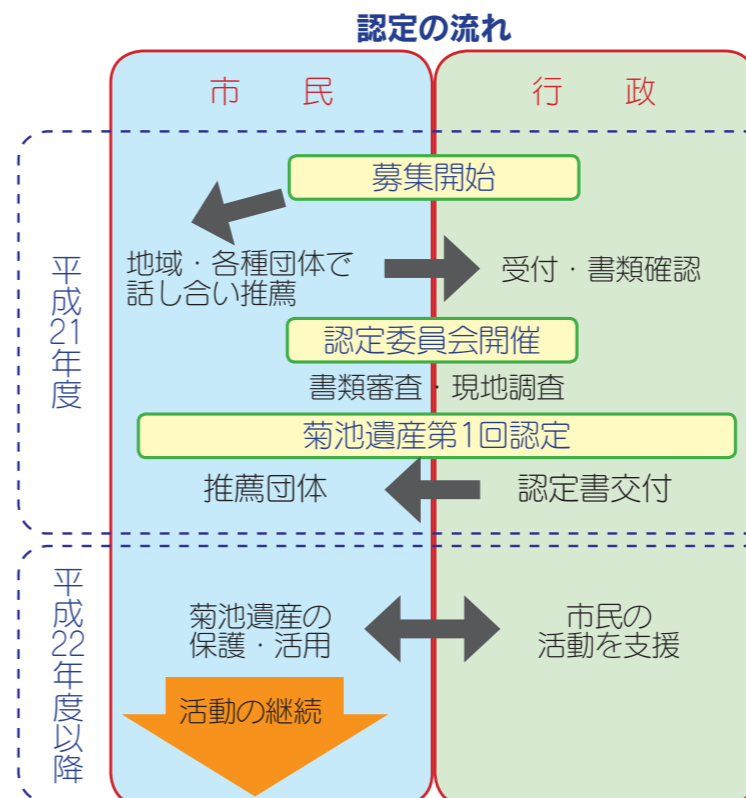 認定の流れ
市　民
行　政
平成21年度
募集開始
地域・各種団体で
話し合い推薦
受付・書類確認
認定委員会開催
書類審査・現地調査
菊池遺産第1回認定
推薦団体
認定書交付
平成22年度以降
菊池遺産の
保護・活用
市民の
活動を支援
活動の継続